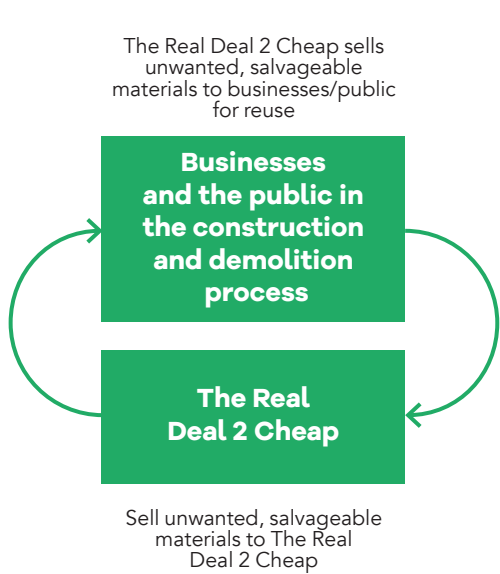 The Real Deal 2 Cheap sells
unwanted, salvageable
materials to businesses/public
for reuse
Businesses
and the public in
the construction
and demolition
process
The Real
Deal 2 Cheap
Sell unwanted, salvageable
materials to The Real
Deal 2 Cheap